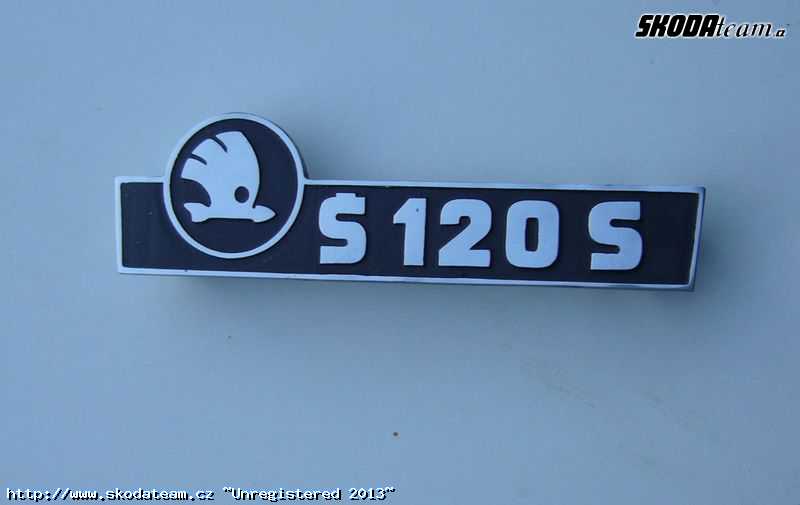 SKODAteam.cz
Š 120 S
http://www.skodateam.cz ~Unregistered 2013~